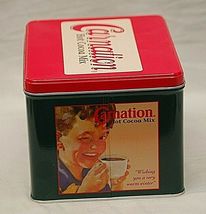 Carnation
Hot Cocoa Mix
Carnation
Hot Cocoa Mix
"Wishing
you a very
warm winter."